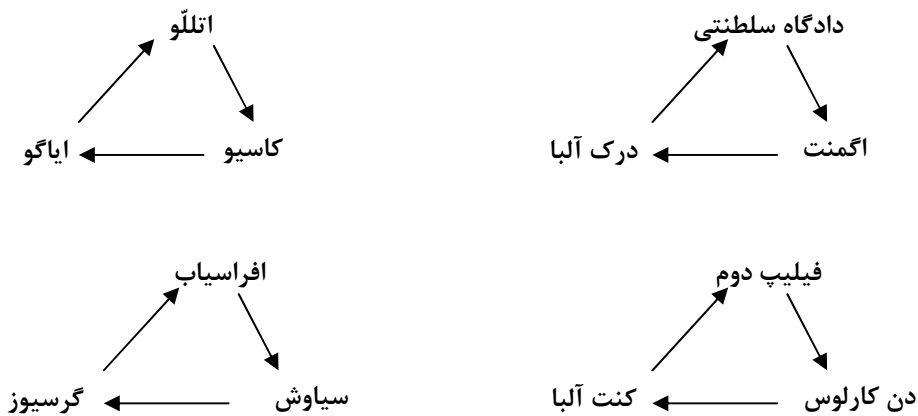 دادگاه سلطنتی
اتللّو
اگمنت
درک آلبا
کاسیو
ایاگو
فیلیپ دوم
افراسیاب
دن کارلوس
کنت آلبا
سیاوش
گرسیوز